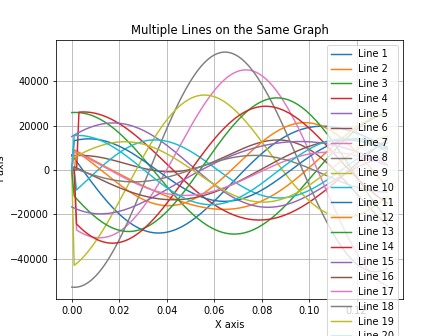 Multiple Lines on the Same Graph
40000
20000
0
−20000
−40000
axis
0.00
0.02
0.04
0.06
0.08
0.10
X axis
Line 1
Line 2
Line 3
Line 4
Line 5
Line 6
Line 7
Line 8
Line 9
Line 10
Line 11
Line 12
Line 13
Line 14
Line 15
Line 16
Line 17
Line 18
Line 19
Line 20